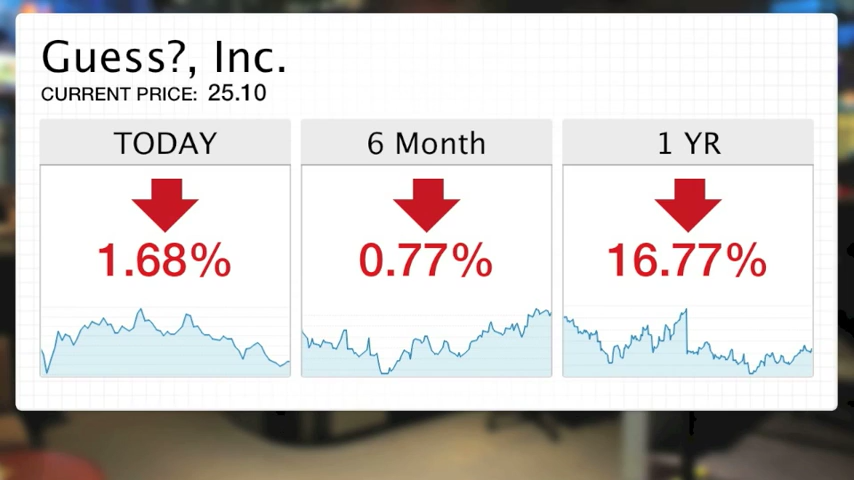 Guess?, Inc.
CURRENT PRICE: 25.10
TODAY 6 Month 1 YR
1.68% 0.77% 16.77%